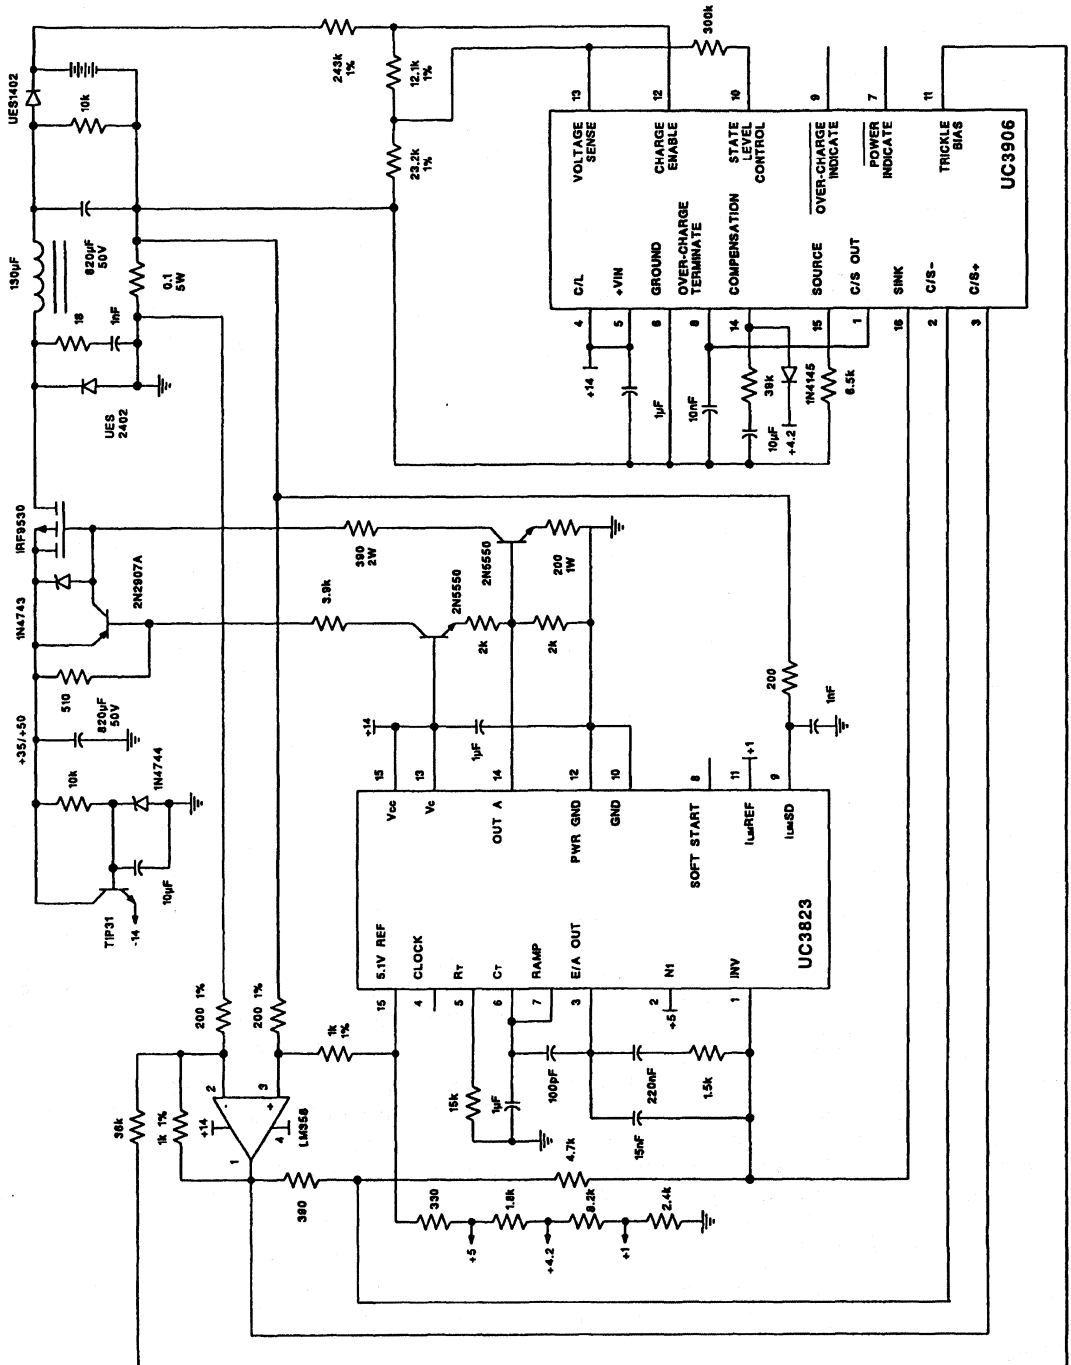 UES1402
10k
130µF
820µF
50V
18
1nF
0.1
5W
UES
2402
243k
1%
12.1k
1%
23.2k
1%
300k
13
12
10
9
7
11
VOLTAGE
SENSE
CHARGE
ENABLE
STATE
LEVEL
CONTROL
OVER-CHARGE
INDICATE
POWER
INDICATE
TRICKLE
BIAS
UC3906
C/L
+VIN
GROUND
OVER-CHARGE
TERMINATE
COMPENSATION
SOURCE
C/S OUT
SINK
C/S-
C/S+
4
5
6
8
14
15
1
16
2
3
+14
1µF
10nF
39k
10µF
1N4145
+4.2
6.5k
IRF9530
1N4743
2N2907A
510
+35/+50
820µF
50V
10k
1N4744
10µF
TIP31
-14
390
2W
3.9k
2N5550
2N5550
200
1W
2k
2k
200
1nF
+14
1µF
15
13
14
12
10
8
11
+1
9
VCC
VC
OUT A
PWR GND
GND
SOFT START
ILIMREF
ILIMSD
UC3823
5.1V REF
CLOCK
RT
CT
RAMP
E/A OUT
N1
INV
15
4
5
6
7
3
2
1
+5
200 1%
200 1%
1k
1%
36k
1k 1%
2
3
+14
-
+
4
1
LM358
390
15k
1µF
100pF
220nF
1.5k
15nF
4.7k
330
1.8k
8.2k
2.4k
+5
+4.2
+1